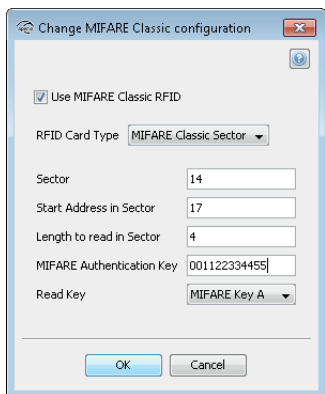 Change MIFARE Classic configuration
Use MIFARE Classic RFID
RFID Card Type MIFARE Classic Sector
Sector 14
Start Address in Sector 17
Length to read in Sector 4
MIFARE Authentication Key 001122334455
Read Key MIFARE Key A
OK Cancel